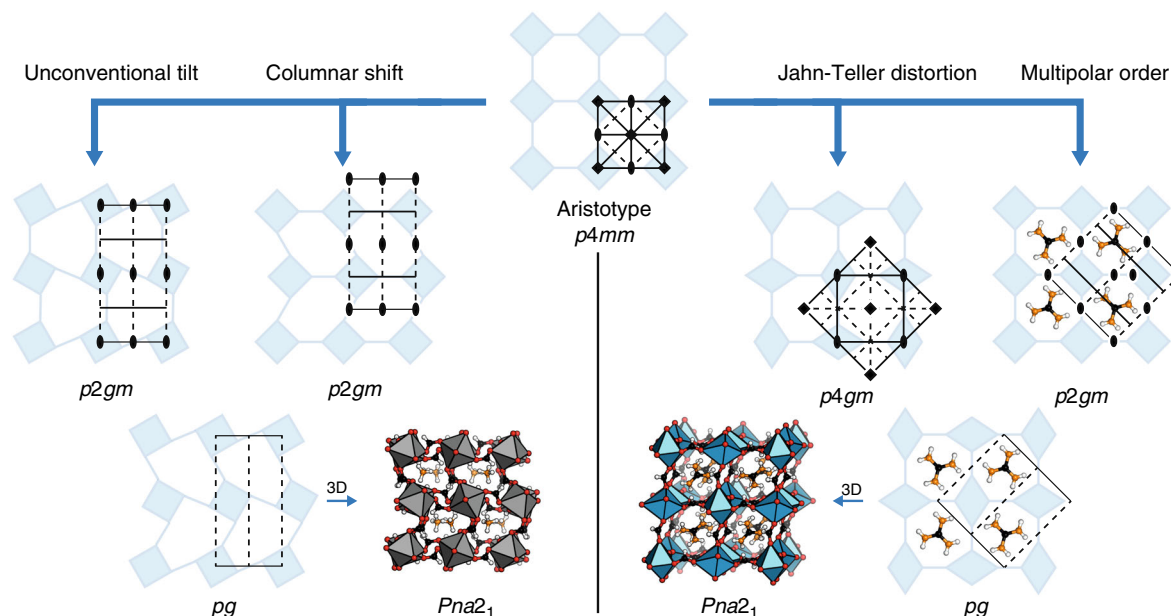 Unconventional tilt
Columnar shift
Jahn-Teller distortion
Multipolar order
Aristotype
p4mm
p2gm
p2gm
p4gm
p2gm
3D
3D
pg
Pna2₁
Pna2₁
pg